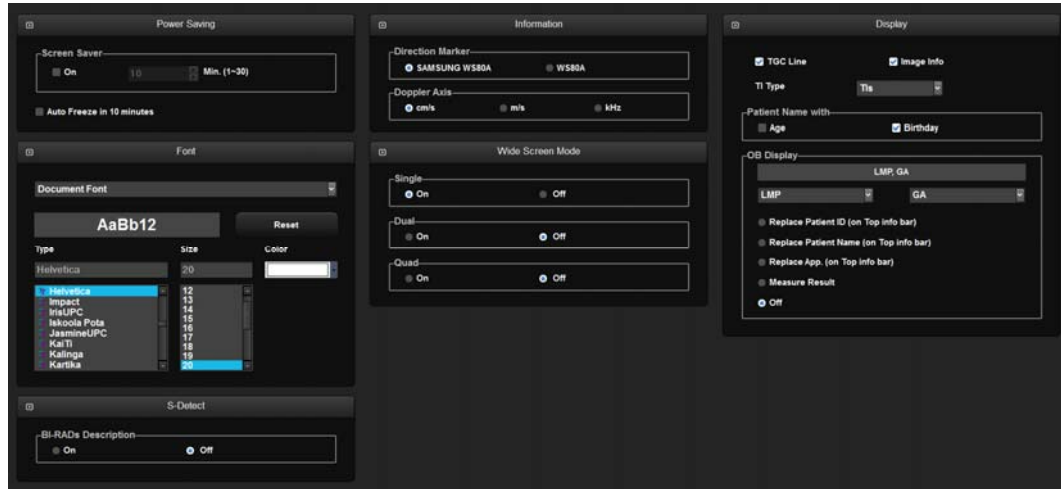 Power Saving
Screen Saver
On 10 Min. (1~30)
Auto Freeze in 10 minutes
Font
Document Font
AaBb12 Reset
Type Size Color
Helvetica 20
Helvetica 12
Impact 13
IrisUPC 14
Iskoola Pota 15
JasmineUPC 16
KaiTi 17
Kalinga 18
Kartika 19
20
S-Detect
BI-RADs Description
On Off
Information
Direction Marker
SAMSUNG WS80A WS80A
Doppler Axis
cm/s m/s kHz
Wide Screen Mode
Single
On Off
Dual
On Off
Quad
On Off
Display
TGC Line Image Info
TI Type TIs
Patient Name with
Age Birthday
OB Display
LMP, GA
LMP GA
Replace Patient ID (on Top info bar)
Replace Patient Name (on Top info bar)
Replace App. (on Top info bar)
Measure Result
Off